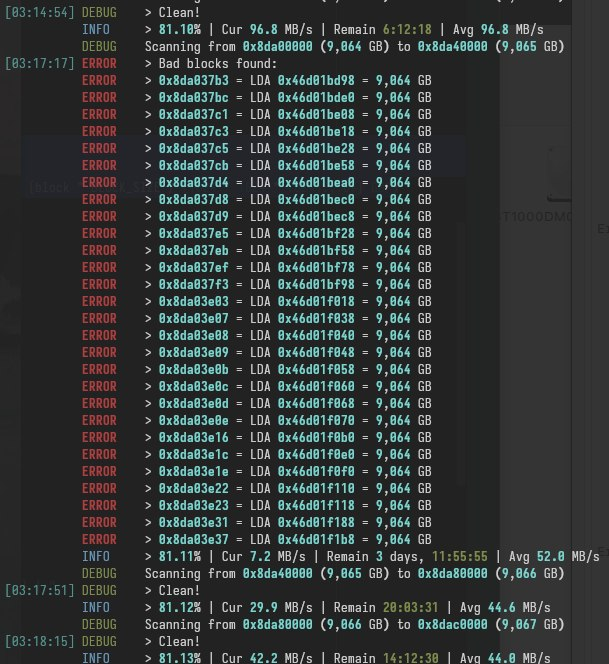 [03:14:54] DEBUG > Clean!
INFO > 81.10% | Cur 96.8 MB/s | Remain 6:12:18 | Avg 96.8 MB/s
DEBUG Scanning from 0x8da00000 (9,064 GB) to 0x8da40000 (9,065 GB)
[03:17:17] ERROR > Bad blocks found:
ERROR > 0x8da037b3 = LDA 0x46d01bd98 = 9,064 GB
ERROR > 0x8da037bc = LDA 0x46d01bde0 = 9,064 GB
ERROR > 0x8da037c1 = LDA 0x46d01be08 = 9,064 GB
ERROR > 0x8da037c3 = LDA 0x46d01be18 = 9,064 GB
ERROR > 0x8da037c5 = LDA 0x46d01be28 = 9,064 GB
ERROR > 0x8da037cb = LDA 0x46d01be58 = 9,064 GB
ERROR > 0x8da037d4 = LDA 0x46d01bea0 = 9,064 GB
ERROR > 0x8da037d8 = LDA 0x46d01bec0 = 9,064 GB
ERROR > 0x8da037d9 = LDA 0x46d01bec8 = 9,064 GB
ERROR > 0x8da037e5 = LDA 0x46d01bf28 = 9,064 GB
ERROR > 0x8da037eb = LDA 0x46d01bf58 = 9,064 GB
ERROR > 0x8da037ef = LDA 0x46d01bf78 = 9,064 GB
ERROR > 0x8da037f3 = LDA 0x46d01bf98 = 9,064 GB
ERROR > 0x8da03e03 = LDA 0x46d01f018 = 9,064 GB
ERROR > 0x8da03e07 = LDA 0x46d01f038 = 9,064 GB
ERROR > 0x8da03e08 = LDA 0x46d01f040 = 9,064 GB
ERROR > 0x8da03e09 = LDA 0x46d01f048 = 9,064 GB
ERROR > 0x8da03e0b = LDA 0x46d01f058 = 9,064 GB
ERROR > 0x8da03e0c = LDA 0x46d01f060 = 9,064 GB
ERROR > 0x8da03e0d = LDA 0x46d01f068 = 9,064 GB
ERROR > 0x8da03e0e = LDA 0x46d01f070 = 9,064 GB
ERROR > 0x8da03e16 = LDA 0x46d01f0b0 = 9,064 GB
ERROR > 0x8da03e1c = LDA 0x46d01f0e0 = 9,064 GB
ERROR > 0x8da03e1e = LDA 0x46d01f0f0 = 9,064 GB
ERROR > 0x8da03e22 = LDA 0x46d01f110 = 9,064 GB
ERROR > 0x8da03e23 = LDA 0x46d01f118 = 9,064 GB
ERROR > 0x8da03e31 = LDA 0x46d01f188 = 9,064 GB
ERROR > 0x8da03e37 = LDA 0x46d01f1b8 = 9,064 GB
INFO > 81.11% | Cur 7.2 MB/s | Remain 3 days, 11:55:55 | Avg 52.0 MB/s
DEBUG Scanning from 0x8da40000 (9,065 GB) to 0x8da80000 (9,066 GB)
[03:17:51] DEBUG > Clean!
INFO > 81.12% | Cur 29.9 MB/s | Remain 20:03:31 | Avg 44.6 MB/s
DEBUG Scanning from 0x8da80000 (9,066 GB) to 0x8dac0000 (9,067 GB)
[03:18:15] DEBUG > Clean!
INFO > 81.13% | Cur 42.2 MB/s | Remain 14:12:30 | Avg 44.0 MB/s